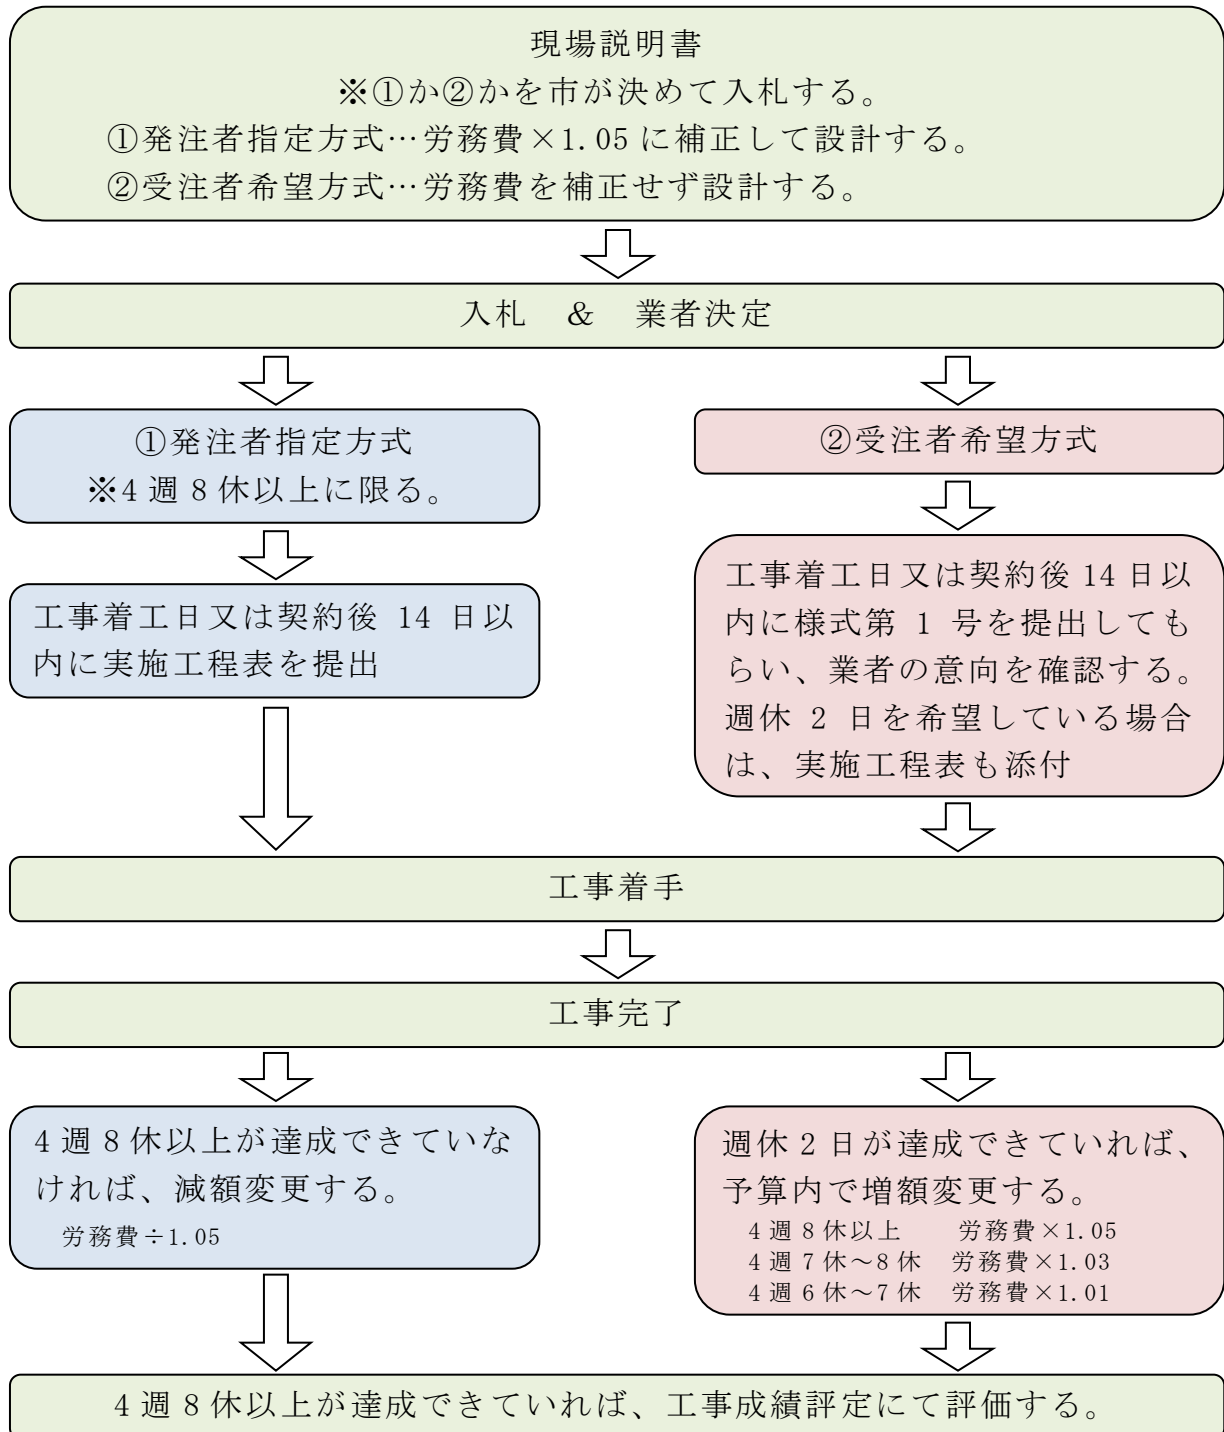 現場説明書
※①か②かを市が決めて入札する。
①発注者指定方式…労務費×1.05に補正して設計する。
②受注者希望方式…労務費を補正せず設計する。
入札 & 業者決定
①発注者指定方式
※4週8休以上に限る。
工事着工日又は契約後 14 日以
内に実施工程表を提出
②受注者希望方式
工事着工日又は契約後14日以
内に様式第 1 号を提出しても
らい、業者の意向を確認する。
週休 2 日を希望している場合
は、実施工程表も添付
工事着手
工事完了
4週8休以上が達成できていな
ければ、減額変更する。
労務費÷1.05
週休2日が達成できていれば、
予算内で増額変更する。
4週8休以上 労務費×1.05
4週7休～8休 労務費×1.03
4週6休～7休 労務費×1.01
4週8休以上が達成できていれば、工事成績評定にて評価する。